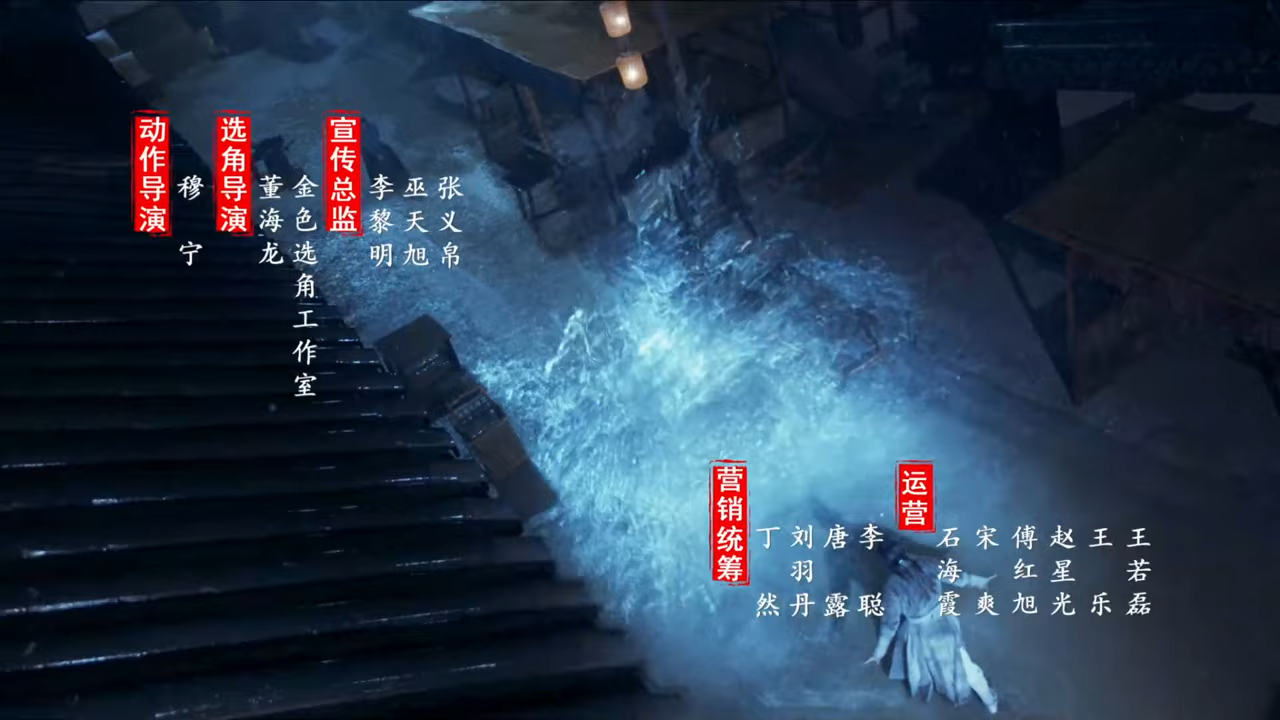 动作导演
穆宁
选角导演
董海龙
金色选角工作室
宣传总监
李黎明
巫天旭
张义帛
营销统筹
丁然
刘羽丹
唐露
李聪
运营
石海霞
宋爽
傅红旭
赵星光
王乐
王若磊